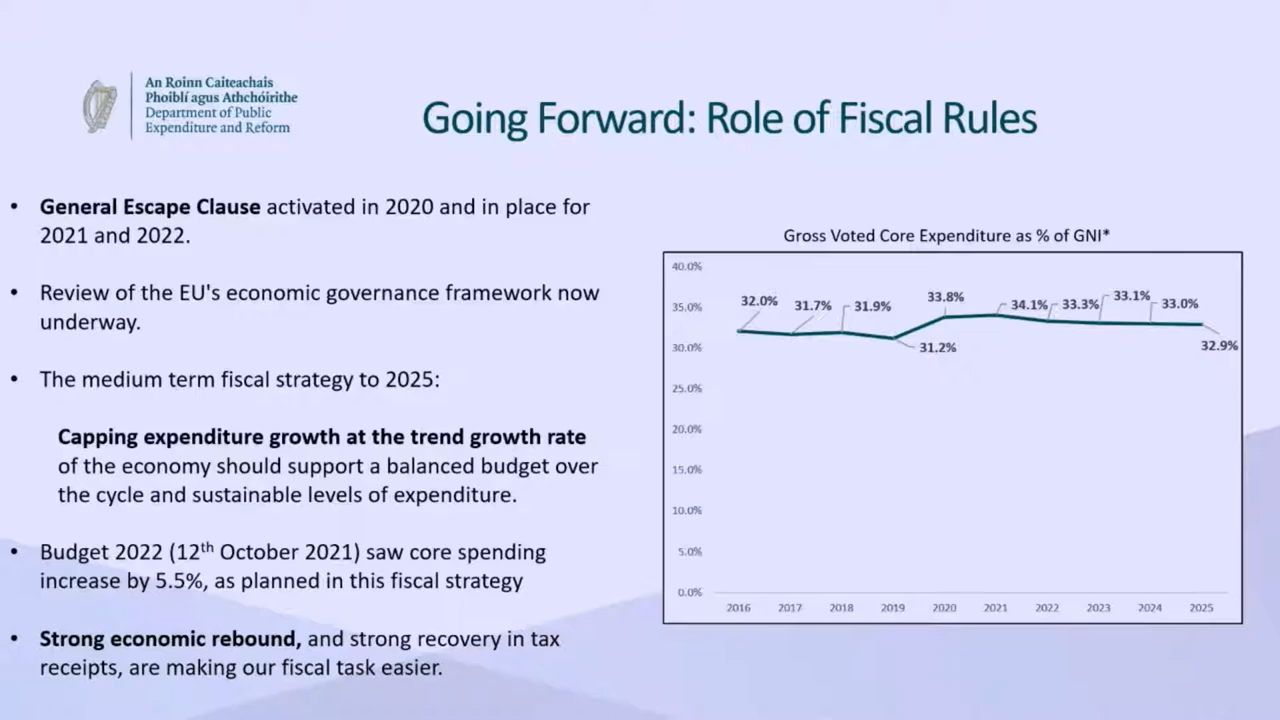 An Roinn Caiteachais
Phoiblí agus Athchóirithe
Department of Public
Expenditure and Reform
Going Forward: Role of Fiscal Rules
• General Escape Clause activated in 2020 and in place for
2021 and 2022.
• Review of the EU's economic governance framework now
underway.
• The medium term fiscal strategy to 2025:
Capping expenditure growth at the trend growth rate
of the economy should support a balanced budget over
the cycle and sustainable levels of expenditure.
• Budget 2022 (12th October 2021) saw core spending
increase by 5.5%, as planned in this fiscal strategy
• Strong economic rebound, and strong recovery in tax
receipts, are making our fiscal task easier.
Gross Voted Core Expenditure as % of GNI*
40.0%
35.0%
30.0%
25.0%
20.0%
15.0%
10.0%
5.0%
0.0%
32.0% 31.7% 31.9% 31.2% 33.8% 34.1% 33.3% 33.1% 33.0% 32.9%
2016 2017 2018 2019 2020 2021 2022 2023 2024 2025